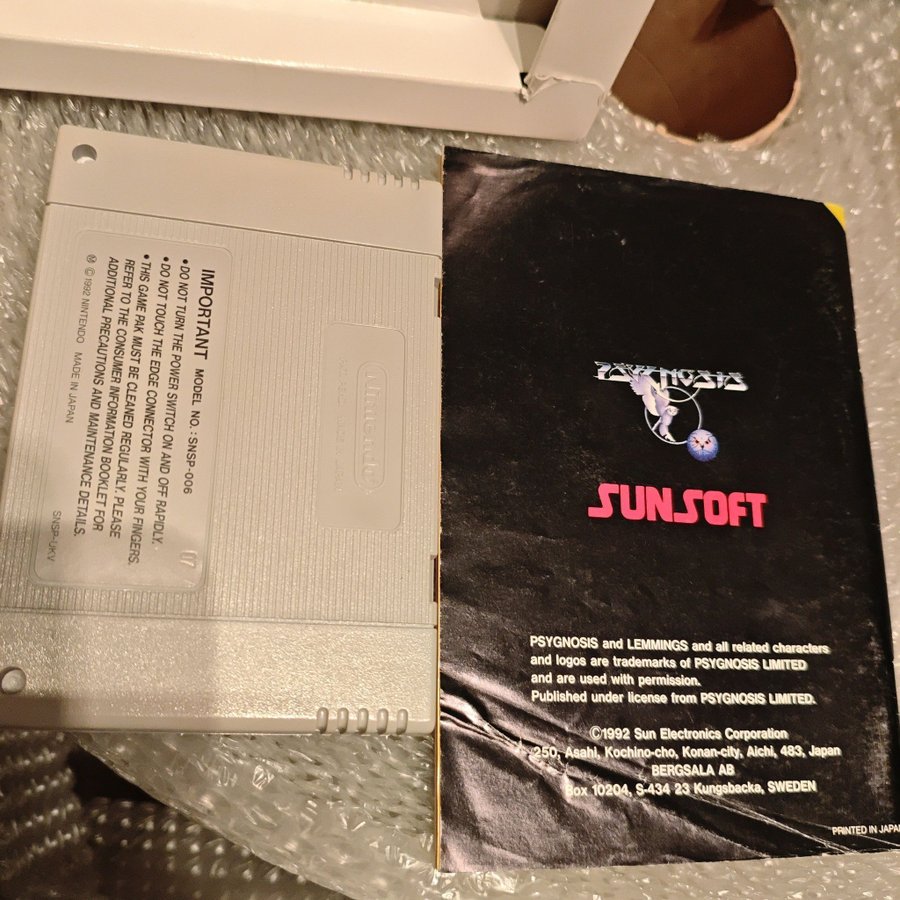 IMPORTANT MODEL NO.: SNSP-006
•DO NOT TURN THE POWER SWITCH ON AND OFF RAPIDLY.
•DO NOT TOUCH THE EDGE CONNECTOR WITH YOUR FINGERS.
•THIS GAME PAK MUST BE CLEANED REGULARLY. PLEASE
REFER TO THE CONSUMER INFORMATION BOOKLET FOR
ADDITIONAL PRECAUTIONS AND MAINTENANCE DETAILS.
Ⓜ ©1992 NINTENDO MADE IN JAPAN
SNSP-UKV
Nintendo
PSYGNOSIS
SUNSOFT
PSYGNOSIS and LEMMINGS and all related characters
and logos are trademarks of PSYGNOSIS LIMITED
and are used with permission.
Published under license from PSYGNOSIS LIMITED.
©1992 Sun Electronics Corporation
250, Asahi, Kochino-cho, Konan-city, Aichi, 483, Japan
BERGSALA AB
Box 10204, S-434 23 Kungsbacka, SWEDEN
PRINTED IN JAPAN